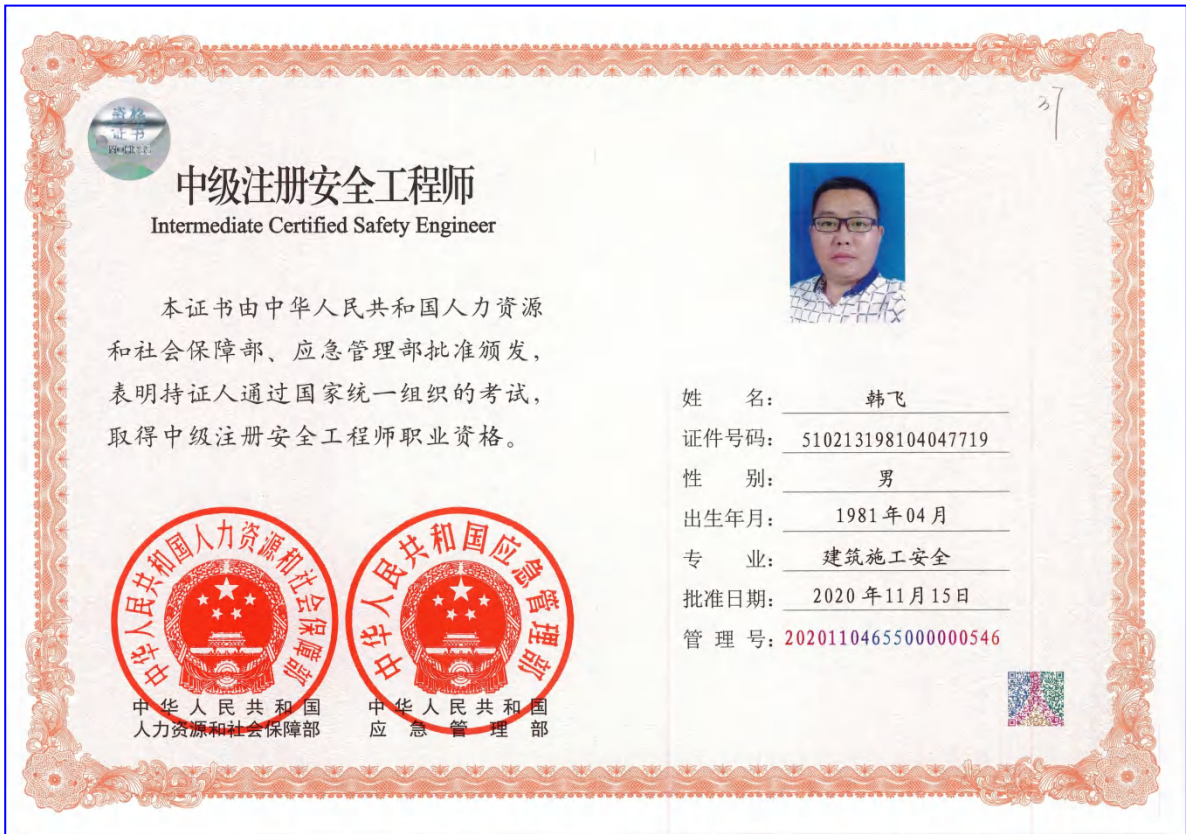 资格
证书
37
中级注册安全工程师
Intermediate Certified Safety Engineer
本证书由中华人民共和国人力资源
和社会保障部、应急管理部批准颁发，
表明持证人通过国家统一组织的考试，
取得中级注册安全工程师职业资格。
姓 名： 韩飞
证件号码： 510213198104047719
性 别： 男
出生年月： 1981年04月
专 业： 建筑施工安全
批准日期： 2020年11月15日
管 理 号：20201104655000000546
中华人民共和国人力资源和社会保障部
中华人民共和国应急管理部
中华人民共和国
人力资源和社会保障部
中华人民共和国
应急管理部